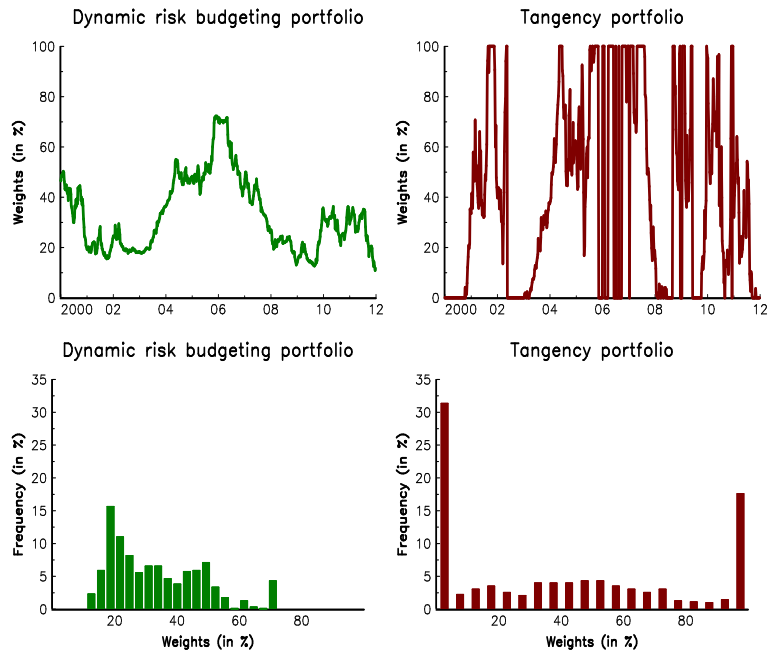 Dynamic risk budgeting portfolio
Tangency portfolio
100
80
60
40
20
0
Weights (in %)
2000 02 04 06 08 10 12
100
80
60
40
20
0
Weights (in %)
2000 02 04 06 08 10 12
Dynamic risk budgeting portfolio
Tangency portfolio
35
30
25
20
15
10
5
0
Frequency (in %)
20 40 60 80
Weights (in %)
35
30
25
20
15
10
5
0
Frequency (in %)
20 40 60 80
Weights (in %)